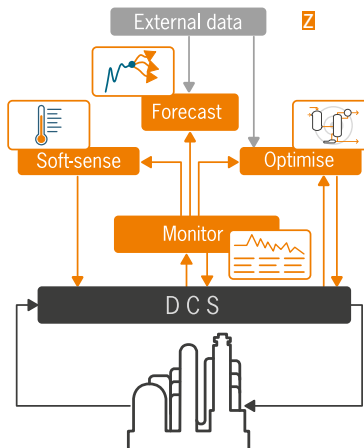 External data
Z
Forecast
Soft-sense
Optimise
Monitor
DCS